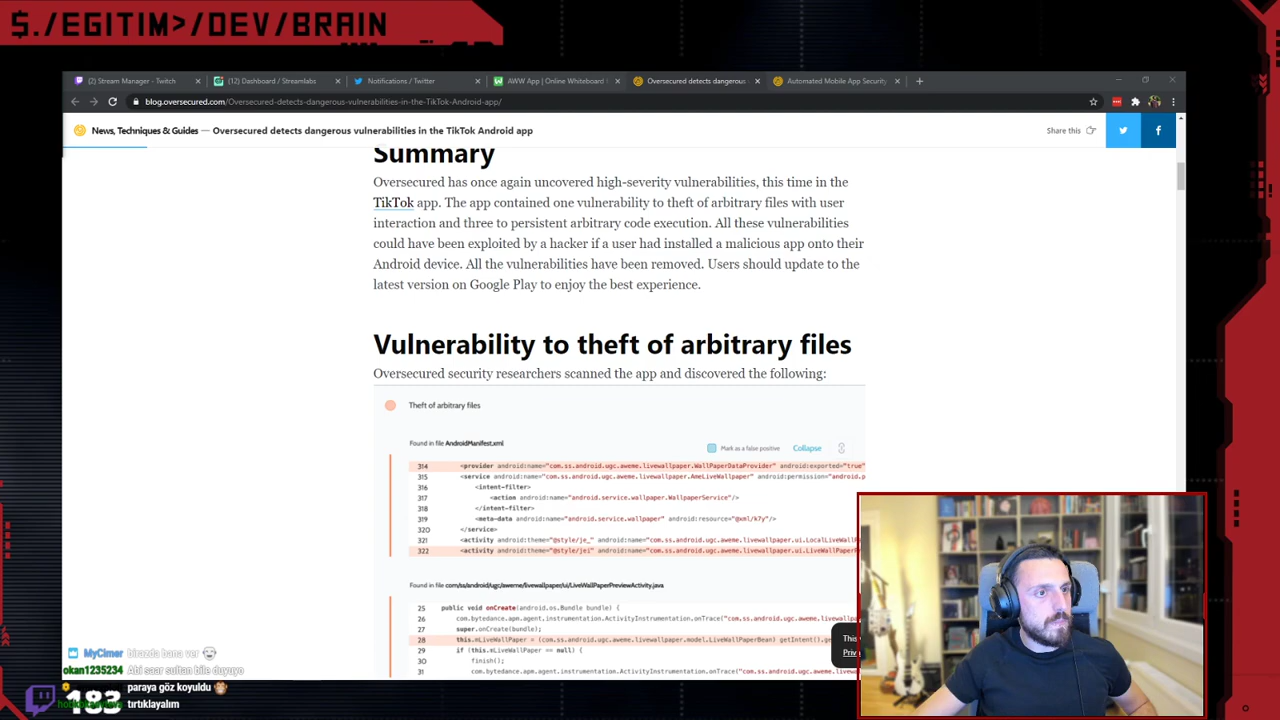 $./EGITIM>/DEV/BRAIN
(2) Stream Manager - Twitch
(12) Dashboard / Streamlabs
Notifications / Twitter
AWW App | Online Whiteboard
Oversecured detects dangerous
Automated Mobile App Security
blog.oversecured.com/Oversecured-detects-dangerous-vulnerabilities-in-the-TikTok-Android-app/
News, Techniques & Guides — Oversecured detects dangerous vulnerabilities in the TikTok Android app
Share this
Summary
Oversecured has once again uncovered high-severity vulnerabilities, this time in the
TikTok app. The app contained one vulnerability to theft of arbitrary files with user
interaction and three to persistent arbitrary code execution. All these vulnerabilities
could have been exploited by a hacker if a user had installed a malicious app onto their
Android device. All the vulnerabilities have been removed. Users should update to the
latest version on Google Play to enjoy the best experience.
Vulnerability to theft of arbitrary files
Oversecured security researchers scanned the app and discovered the following:
Theft of arbitrary files
Found in file AndroidManifest.xml
Mark as a false positive
Collapse
314 <provider android:name="com.ss.android.ugc.aweme.livewallpaper.WallPaperDataProvider" android:exported="true"
315 <service android:name="com.ss.android.ugc.aweme.livewallpaper.AmeLiveWallpaper" android:permission="android.p
316 <intent-filter>
317 <action android:name="android.service.wallpaper.WallpaperService"/>
318 </intent-filter>
319 <meta-data android:name="android.service.wallpaper" android:resource="@xml/k7y"/>
320 </service>
321 <activity android:theme="@style/je_" android:name="com.ss.android.ugc.aweme.livewallpaper.ui.LocalLiveWall
322 <activity android:theme="@style/jei" android:name="com.ss.android.ugc.aweme.livewallpaper.ui.LiveWallPaperP
Found in file com/ss/android/ugc/aweme/livewallpaper/ui/LiveWallPaperPreviewActivity.java
25 public void onCreate(android.os.Bundle bundle) {
26 com.bytedance.apm.agent.instrumentation.ActivityInstrumentation.onTrace("com.ss.android.ugc.aweme.
27 super.onCreate(bundle);
28 this.mLiveWallPaper = (com.ss.android.ugc.aweme.livewallpaper.model.LiveWallPaperBean) getIntent().ge
29 if (this.mLiveWallPaper == null) {
30 finish();
31 com.bytedance.apm.agent.instrumentation.ActivityInstrumentation.onTrace("com.ss.android.ugc.a
This
Priv
MyCimer birazda bana ver
okan1235234 Abi saar sultan bile duyuyo
paraya göz koyuldu
tırtıklayalım
183